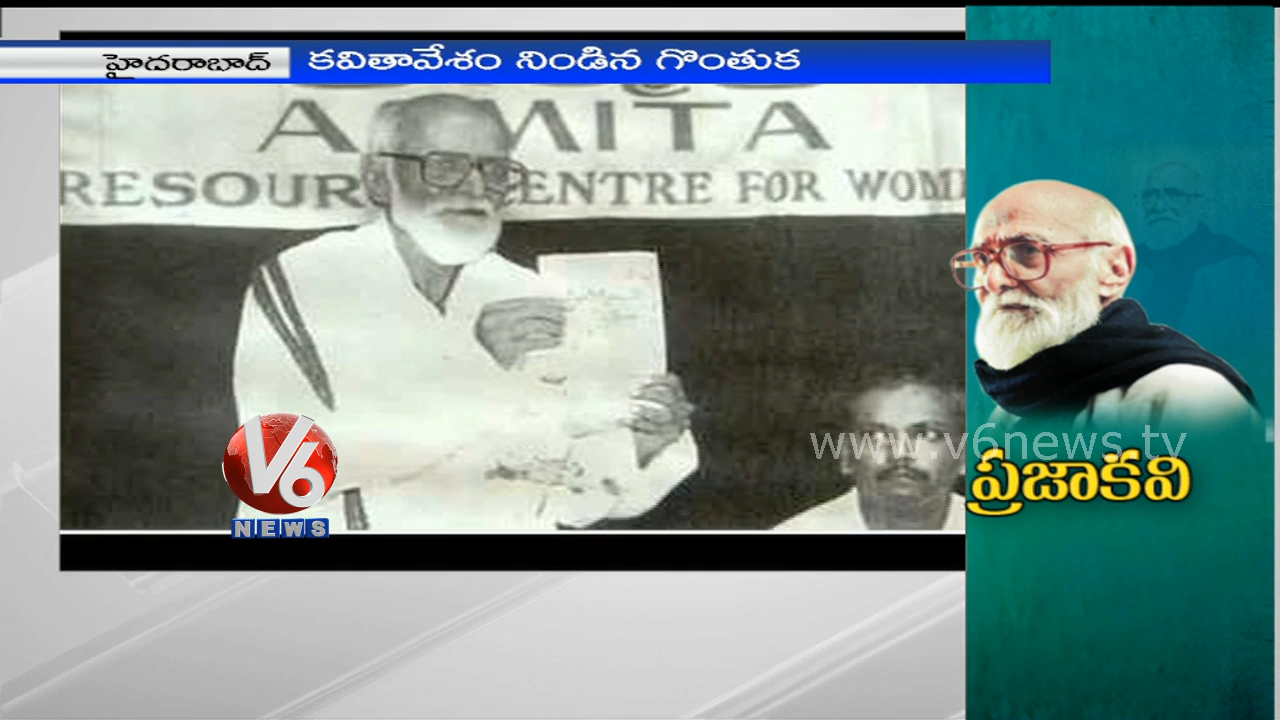 హైదరాబాద్
కవితావేశం నిండిన గొంతుక
RESOUR ENTRE FOR WOM
V6
NEWS
www.v6news.tv
ప్రజాకవి